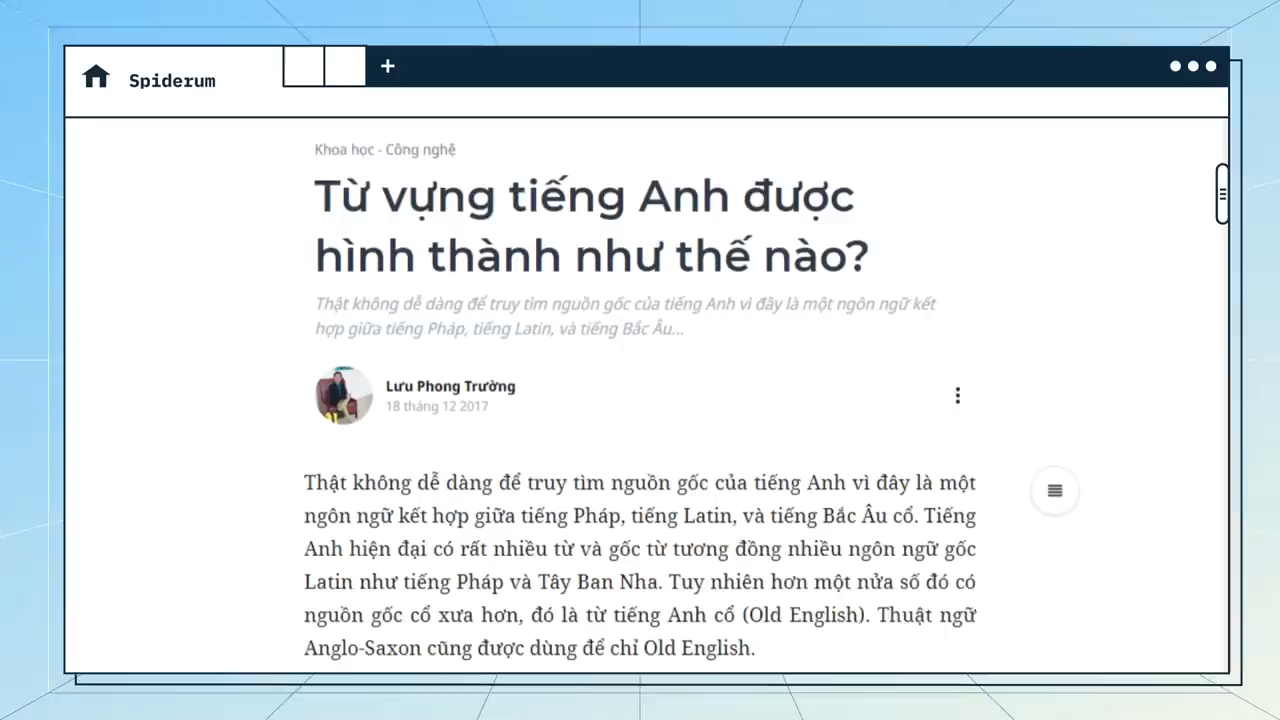 Spiderum
Khoa học - Công nghệ
Từ vựng tiếng Anh được
hình thành như thế nào?
Thật không dễ dàng để truy tìm nguồn gốc của tiếng Anh vì đây là một ngôn ngữ kết
hợp giữa tiếng Pháp, tiếng Latin, và tiếng Bắc Âu...
Lưu Phong Trường
18 tháng 12 2017
Thật không dễ dàng để truy tìm nguồn gốc của tiếng Anh vì đây là một
ngôn ngữ kết hợp giữa tiếng Pháp, tiếng Latin, và tiếng Bắc Âu cổ. Tiếng
Anh hiện đại có rất nhiều từ và gốc từ tương đồng nhiều ngôn ngữ gốc
Latin như tiếng Pháp và Tây Ban Nha. Tuy nhiên hơn một nửa số đó có
nguồn gốc cổ xưa hơn, đó là từ tiếng Anh cổ (Old English). Thuật ngữ
Anglo-Saxon cũng được dùng để chỉ Old English.